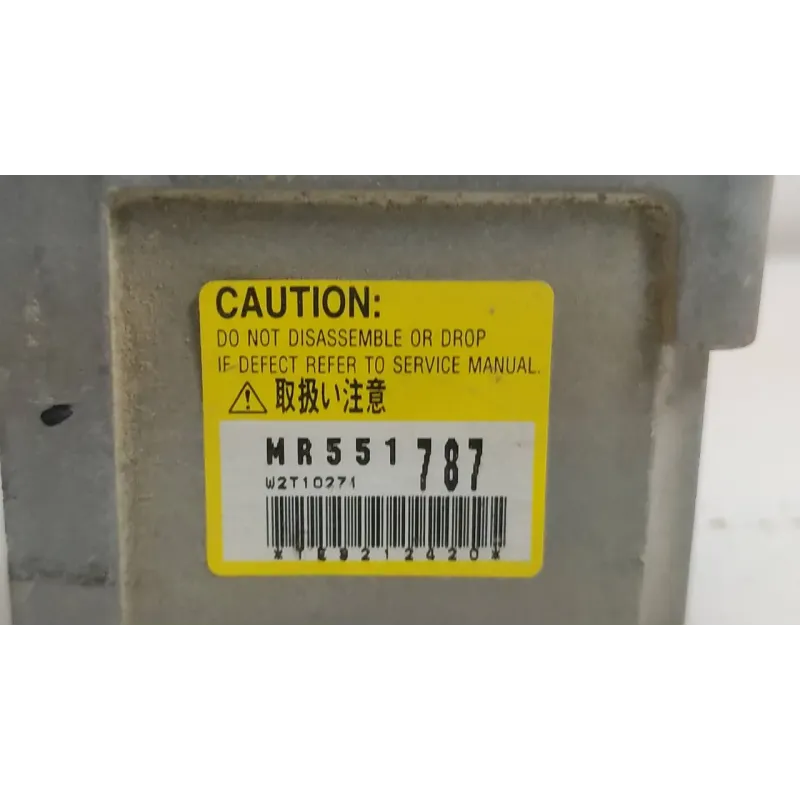 CAUTION:
DO NOT DISASSEMBLE OR DROP
IF DEFECT REFER TO SERVICE MANUAL.
取扱い注意
MR551787
W2T10271